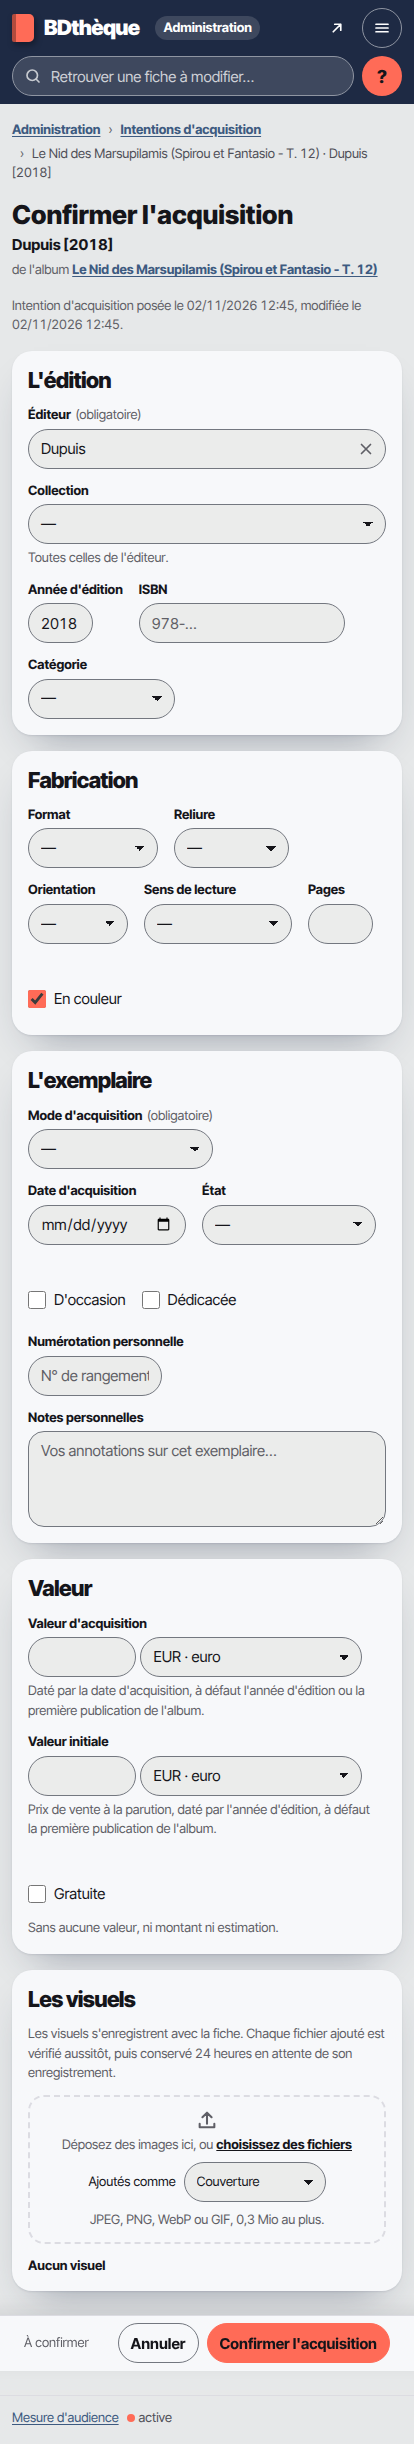 BDthèque Administration
Retrouver une fiche à modifier... ?
Administration › Intentions d'acquisition
› Le Nid des Marsupilamis (Spirou et Fantasio - T. 12) · Dupuis
[2018]
Confirmer l'acquisition
Dupuis [2018]
de l'album Le Nid des Marsupilamis (Spirou et Fantasio - T. 12)
Intention d'acquisition posée le 02/11/2026 12:45, modifiée le
02/11/2026 12:45.
L'édition
Éditeur (obligatoire)
Dupuis
Collection
—
Toutes celles de l'éditeur.
Année d'édition ISBN
2018 978-...
Catégorie
—
Fabrication
Format Reliure
— —
Orientation Sens de lecture Pages
— —
En couleur
L'exemplaire
Mode d'acquisition (obligatoire)
—
Date d'acquisition État
mm/dd/yyyy —
D'occasion Dédicacée
Numérotation personnelle
N° de rangement
Notes personnelles
Vos annotations sur cet exemplaire...
Valeur
Valeur d'acquisition
EUR · euro
Daté par la date d'acquisition, à défaut l'année d'édition ou la
première publication de l'album.
Valeur initiale
EUR · euro
Prix de vente à la parution, daté par l'année d'édition, à défaut
la première publication de l'album.
Gratuite
Sans aucune valeur, ni montant ni estimation.
Les visuels
Les visuels s'enregistrent avec la fiche. Chaque fichier ajouté est
vérifié aussitôt, puis conservé 24 heures en attente de son
enregistrement.
Déposez des images ici, ou choisissez des fichiers
Ajoutés comme Couverture
JPEG, PNG, WebP ou GIF, 0,3 Mio au plus.
Aucun visuel
À confirmer Annuler Confirmer l'acquisition
Mesure d'audience active